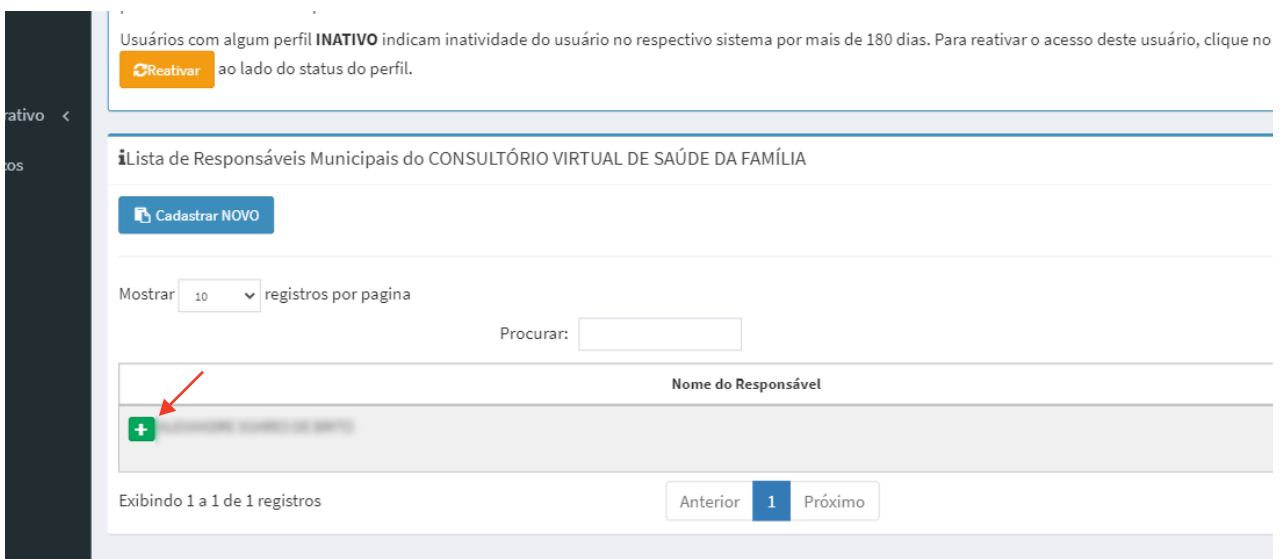 Usuários com algum perfil INATIVO indicam inatividade do usuário no respectivo sistema por mais de 180 dias. Para reativar o acesso deste usuário, clique no
Reativar ao lado do status do perfil.
rativo <
Lista de Responsáveis Municipais do CONSULTÓRIO VIRTUAL DE SAÚDE DA FAMÍLIA
Cadastrar NOVO
Mostrar 10 registros por pagina
Procurar:
Nome do Responsável
Exibindo 1 a 1 de 1 registros
Anterior 1 Próximo